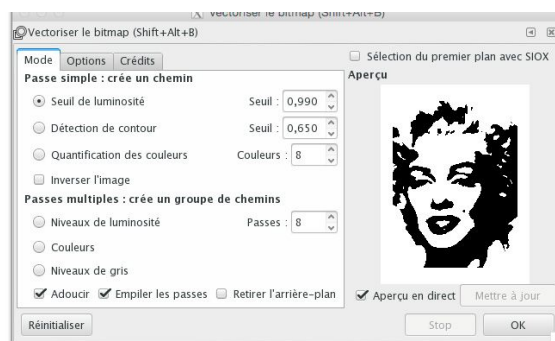 Vectoriser le bitmap (Shift+Alt+B)
Vectoriser le bitmap (Shift+Alt+B)
Mode Options Crédits
Sélection du premier plan avec SIOX
Passe simple : crée un chemin
Aperçu
Seuil de luminosité Seuil : 0,990
Détection de contour Seuil : 0,650
Quantification des couleurs Couleurs : 8
Inverser l'image
Passes multiples : crée un groupe de chemins
Niveaux de luminosité Passes : 8
Couleurs
Niveaux de gris
Adoucir Empiler les passes Retirer l'arrière-plan
Aperçu en direct Mettre à jour
Réinitialiser Stop OK